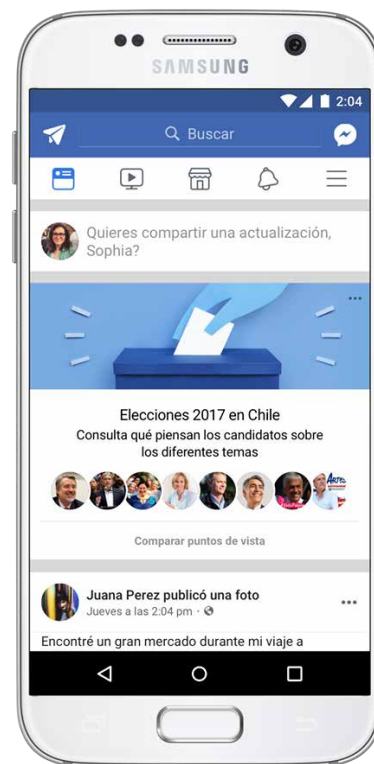 SAMSUNG
2:04
Buscar
Quieres compartir una actualización,
Sophia?
Elecciones 2017 en Chile
Consulta qué piensan los candidatos sobre
los diferentes temas
Comparar puntos de vista
Juana Perez publicó una foto
Jueves a las 2:04 pm ·
Encontré un gran mercado durante mi viaje a